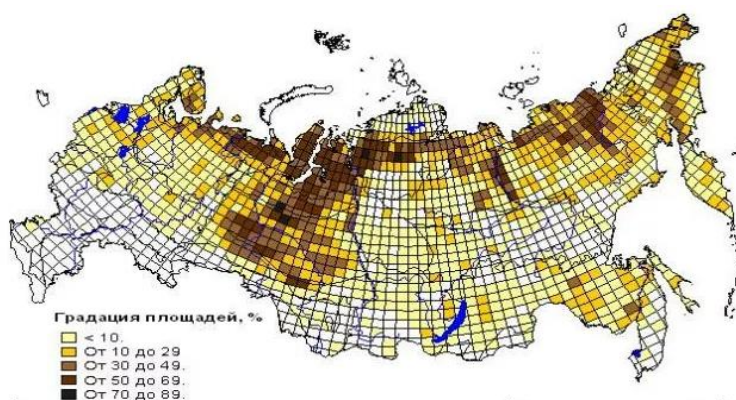 Градация площадей, %
< 10.
От 10 до 29
От 30 до 49.
От 50 до 69.
От 70 до 89.